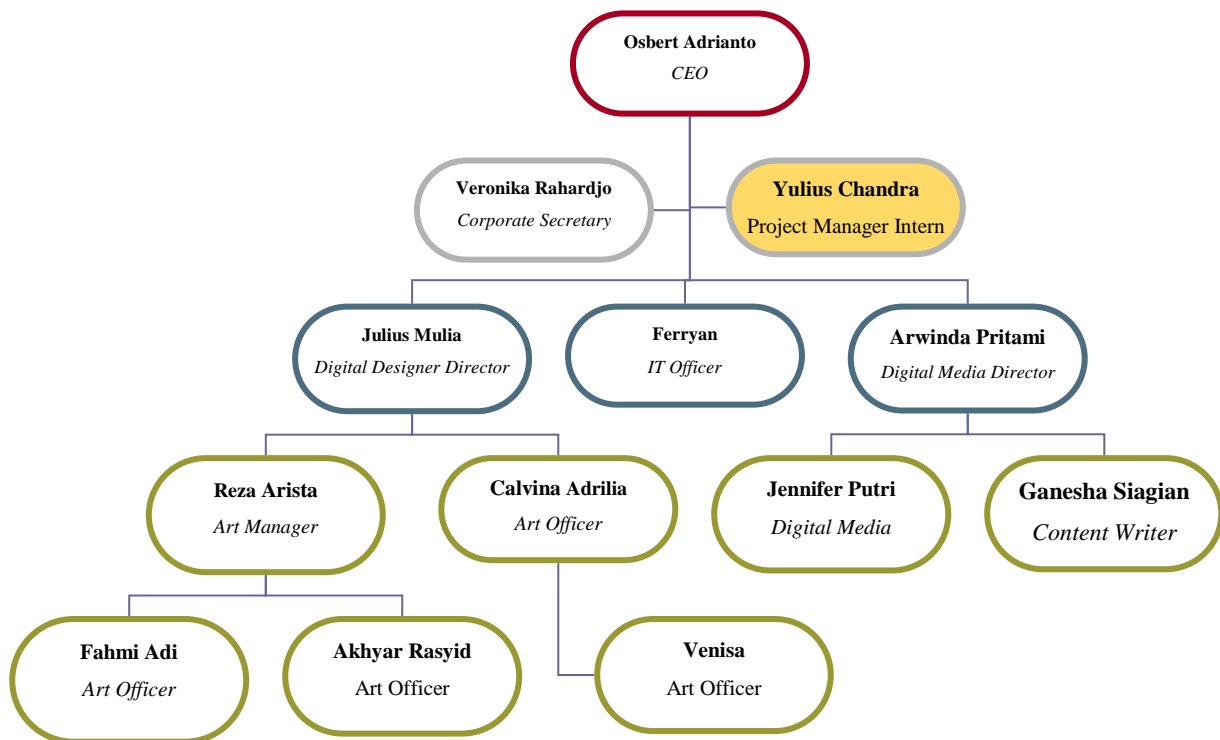 Osbert Adrianto
CEO
Veronika Rahardjo
Corporate Secretary
Yulius Chandra
Project Manager Intern
Julius Mulia
Digital Designer Director
Ferryan
IT Officer
Arwinda Pritami
Digital Media Director
Reza Arista
Art Manager
Calvina Adrilia
Art Officer
Jennifer Putri
Digital Media
Ganesha Siagian
Content Writer
Fahmi Adi
Art Officer
Akhyar Rasyid
Art Officer
Venisa
Art Officer